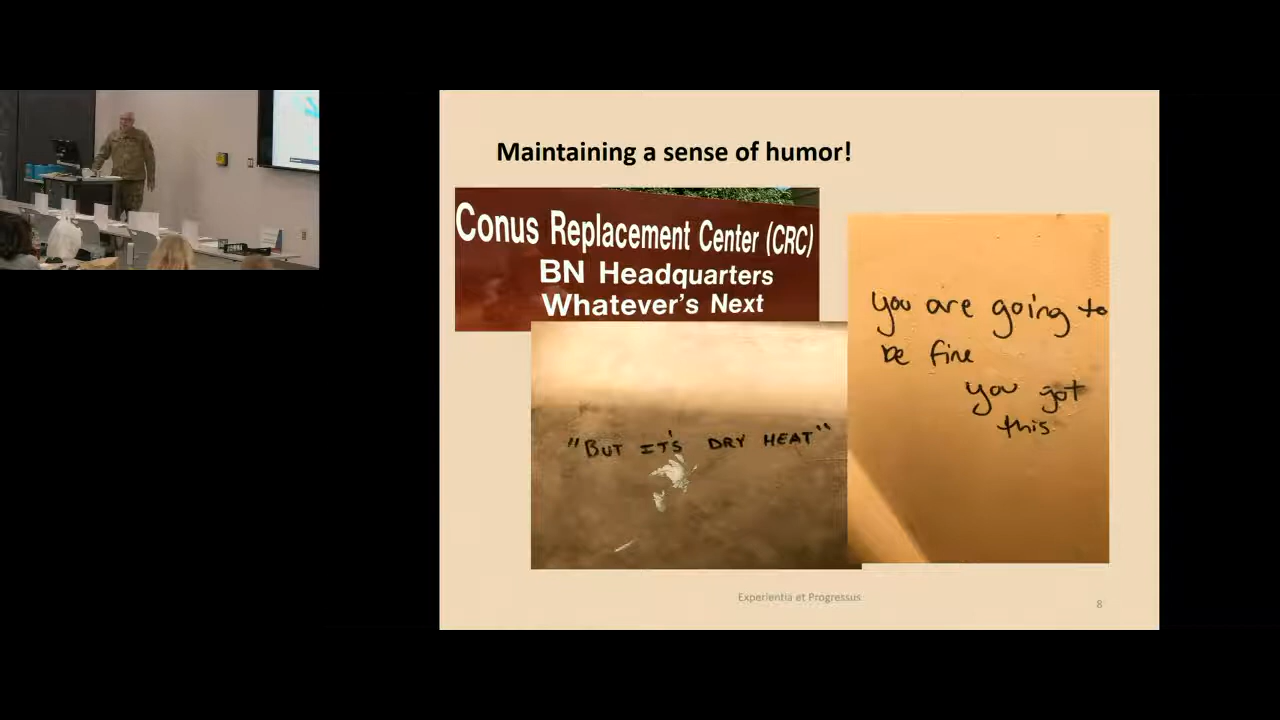 Maintaining a sense of humor!
Conus Replacement Center (CRC)
BN Headquarters
Whatever's Next
"BUT IT'S DRY HEAT"
you are going to
be fine
you got
this
Experientia et Progressus
8